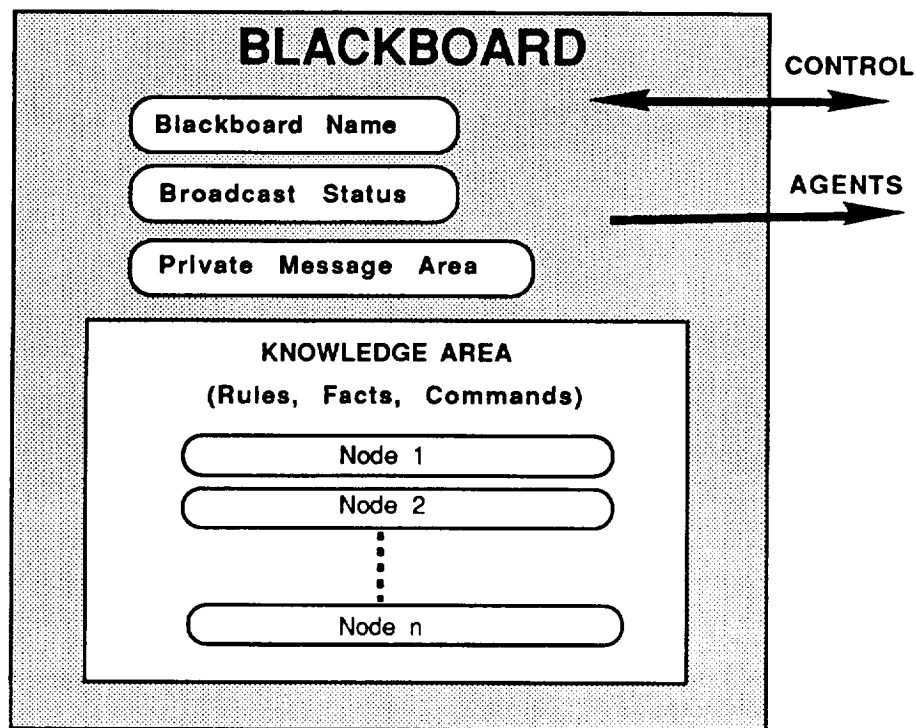 BLACKBOARD
CONTROL
Blackboard Name
Broadcast Status
AGENTS
Private Message Area
KNOWLEDGE AREA
(Rules, Facts, Commands)
Node 1
Node 2
Node n